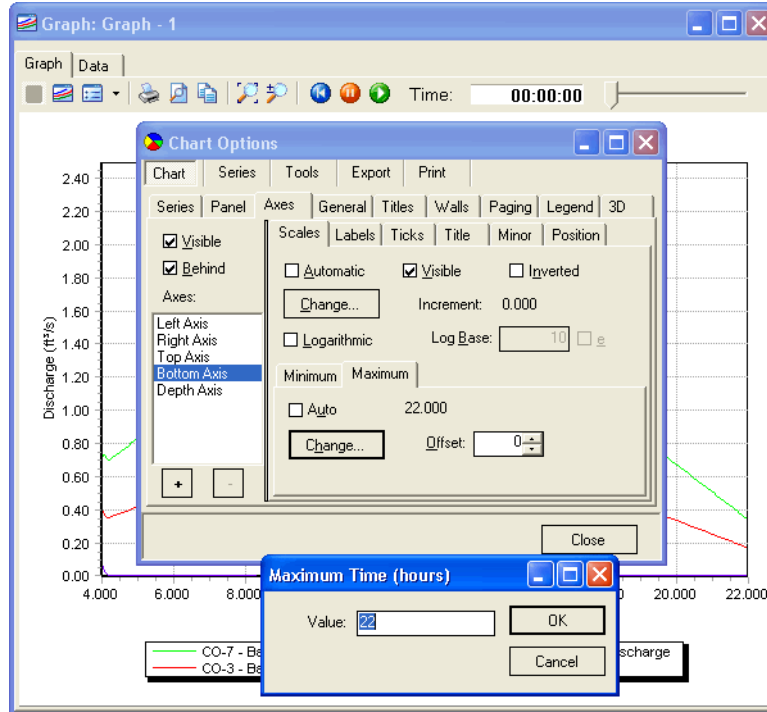 Graph: Graph - 1
Graph Data
Time: 00:00:00
Chart Options
Chart Series Tools Export Print
Series Panel Axes General Titles Walls Paging Legend 3D
Visible
Behind
Axes:
Left Axis
Right Axis
Top Axis
Bottom Axis
Depth Axis
+ -
Scales Labels Ticks Title Minor Position
Automatic Visible Inverted
Change... Increment: 0.000
Logarithmic Log Base: 10 e
Minimum Maximum
Auto 22.000
Change... Offset: 0
Close
Discharge (ft³/s)
2.40
2.20
2.00
1.80
1.60
1.40
1.20
1.00
0.80
0.60
0.40
0.20
0.00
4.000 6.000 8.000 20.000 22.000
Maximum Time (hours)
Value: 22
OK
Cancel
CO-7 - Ba
CO-3 - Ba
scharge